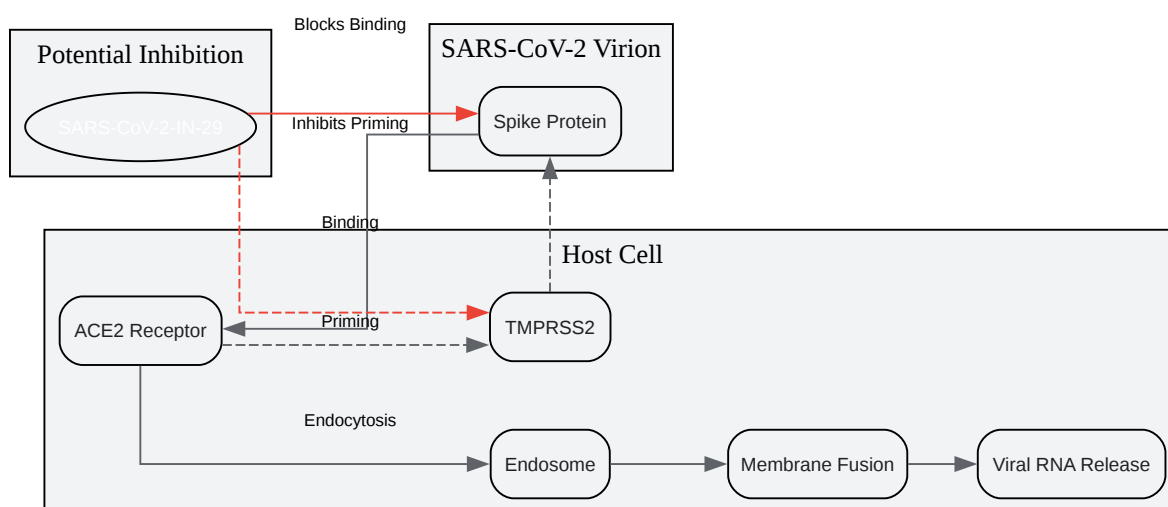 Blocks Binding
Potential Inhibition
SARS-CoV-2 Virion
SARS-CoV-2-IN-29
Spike Protein
Inhibits Priming
Binding
Host Cell
ACE2 Receptor
Priming
TMPRSS2
Endocytosis
Endosome
Membrane Fusion
Viral RNA Release